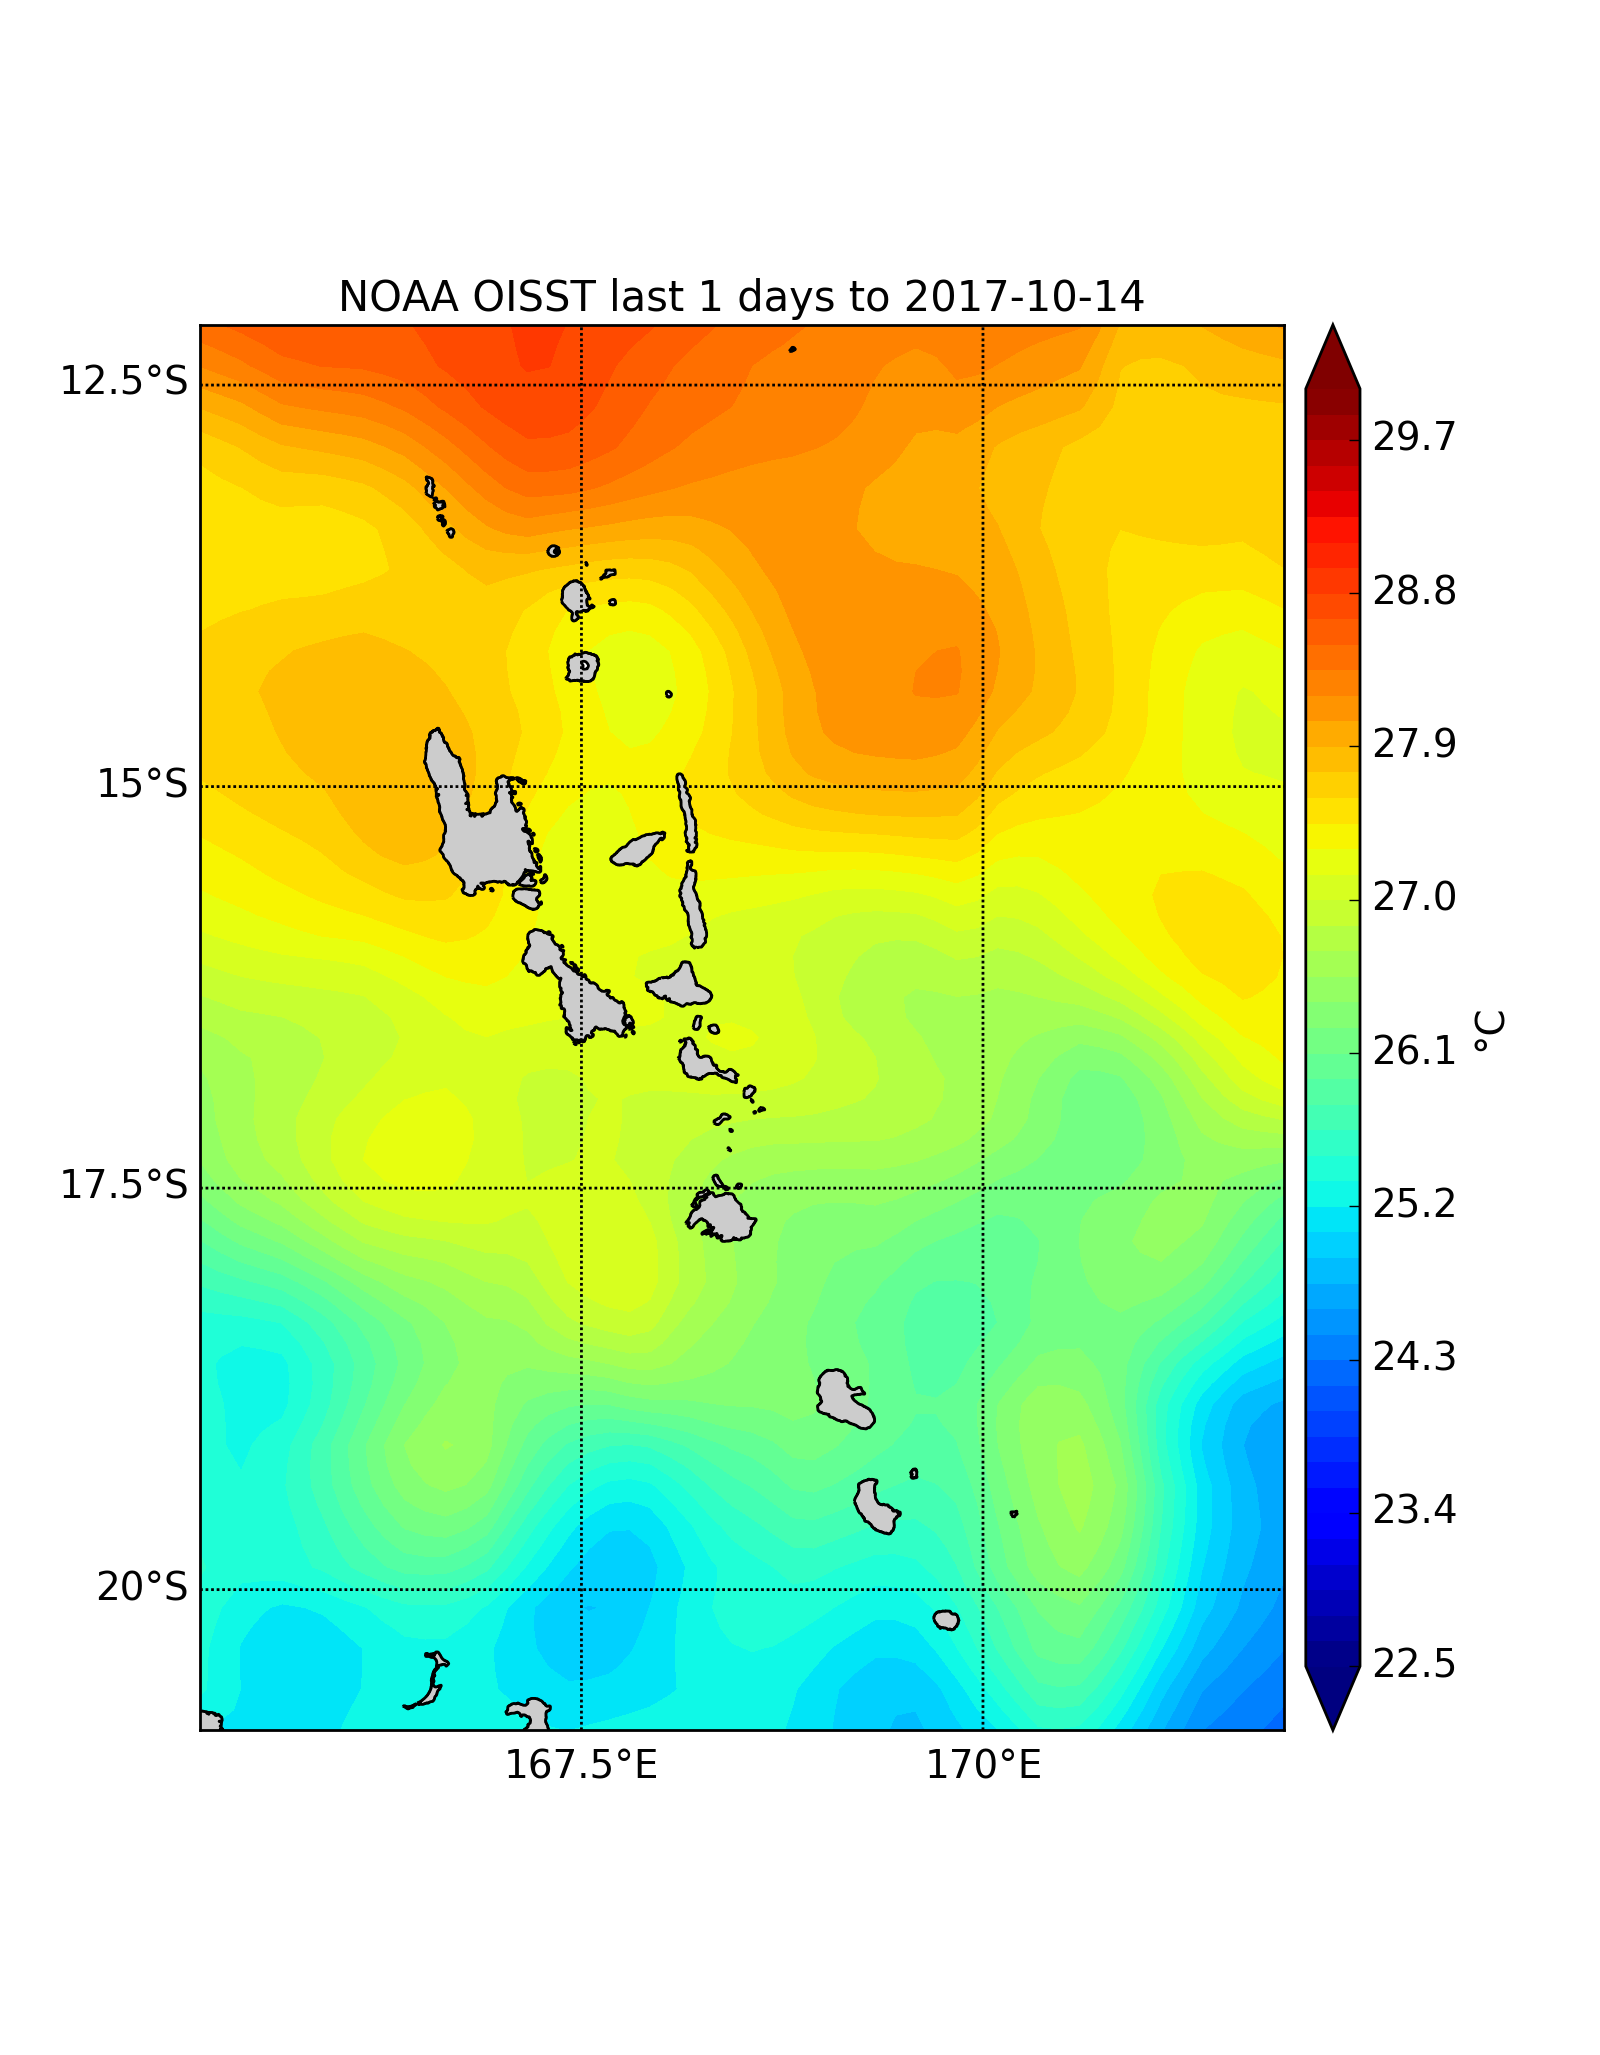 NOAA OISST last 1 days to 2017-10-14
12.5°S
15°S
17.5°S
20°S
167.5°E
170°E
29.7
28.8
27.9
27.0
26.1
25.2
24.3
23.4
22.5
°C